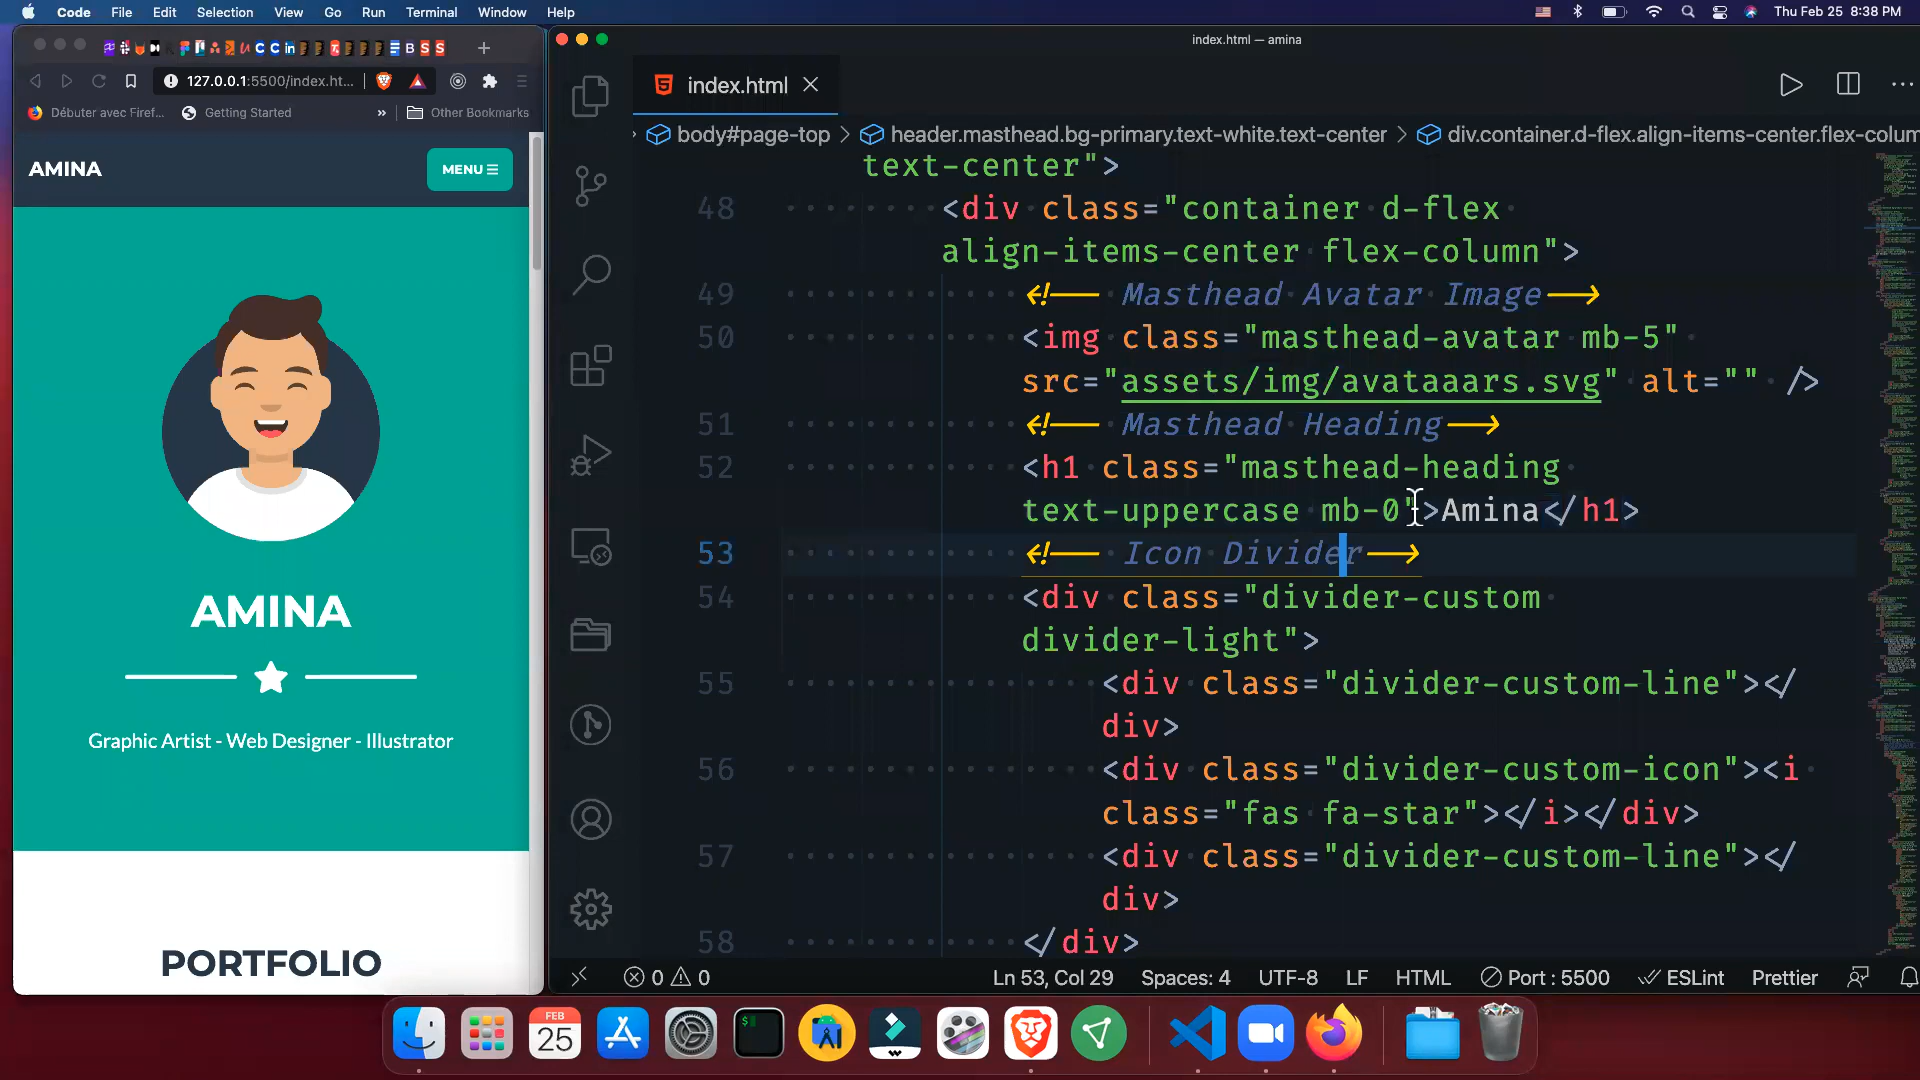 Code File Edit Selection View Go Run Terminal Window Help
Thu Feb 25 8:38 PM
127.0.0.1:5500/index.ht...
Débuter avec Firef... Getting Started » Other Bookmarks
AMINA
MENU
AMINA
Graphic Artist - Web Designer - Illustrator
PORTFOLIO
index.html — amina
index.html
body#page-top > header.masthead.bg-primary.text-white.text-center > div.container.d-flex.align-items-center.flex-colum
text-center">
48 <div class="container d-flex
align-items-center flex-column">
49 <!-- Masthead Avatar Image-->
50 <img class="masthead-avatar mb-5"
src="assets/img/avataaars.svg" alt="" />
51 <!-- Masthead Heading-->
52 <h1 class="masthead-heading
text-uppercase mb-0">Amina</h1>
53 <!-- Icon Divider-->
54 <div class="divider-custom
divider-light">
55 <div class="divider-custom-line"></
div>
56 <div class="divider-custom-icon"><i
class="fas fa-star"></i></div>
57 <div class="divider-custom-line"></
div>
58 </div>
0 0 Ln 53, Col 29 Spaces: 4 UTF-8 LF HTML Port : 5500 ESLint Prettier
FEB
25